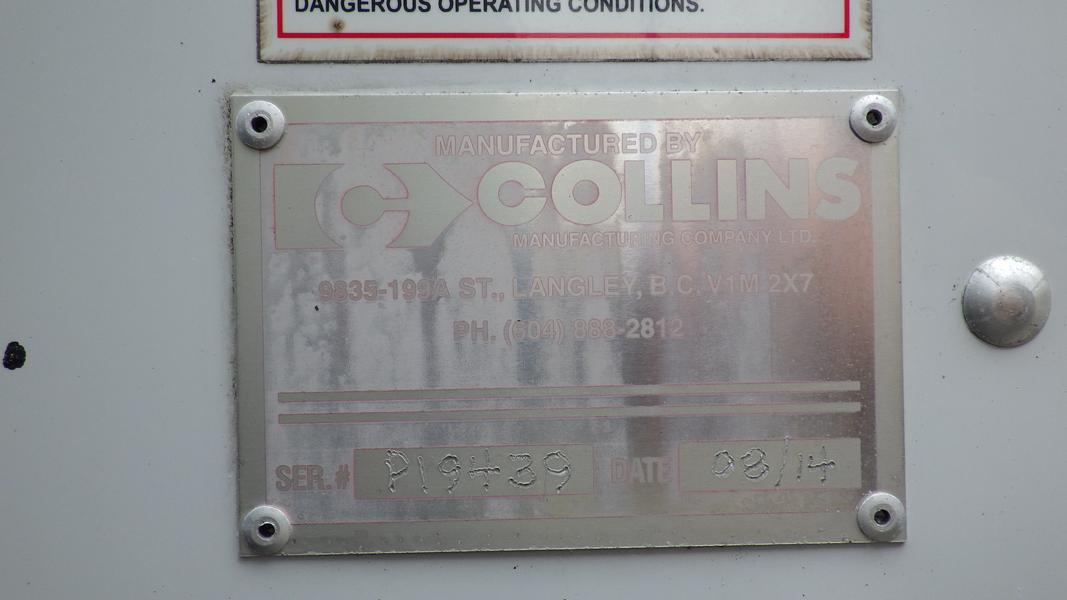 DANGEROUS OPERATING CONDITIONS.
MANUFACTURED BY
COLLINS
MANUFACTURING COMPANY LTD.
9835-199A ST., LANGLEY, B.C. V1M 2X7
PH. (604) 888-2812
SER. # P19439 DATE 08/14